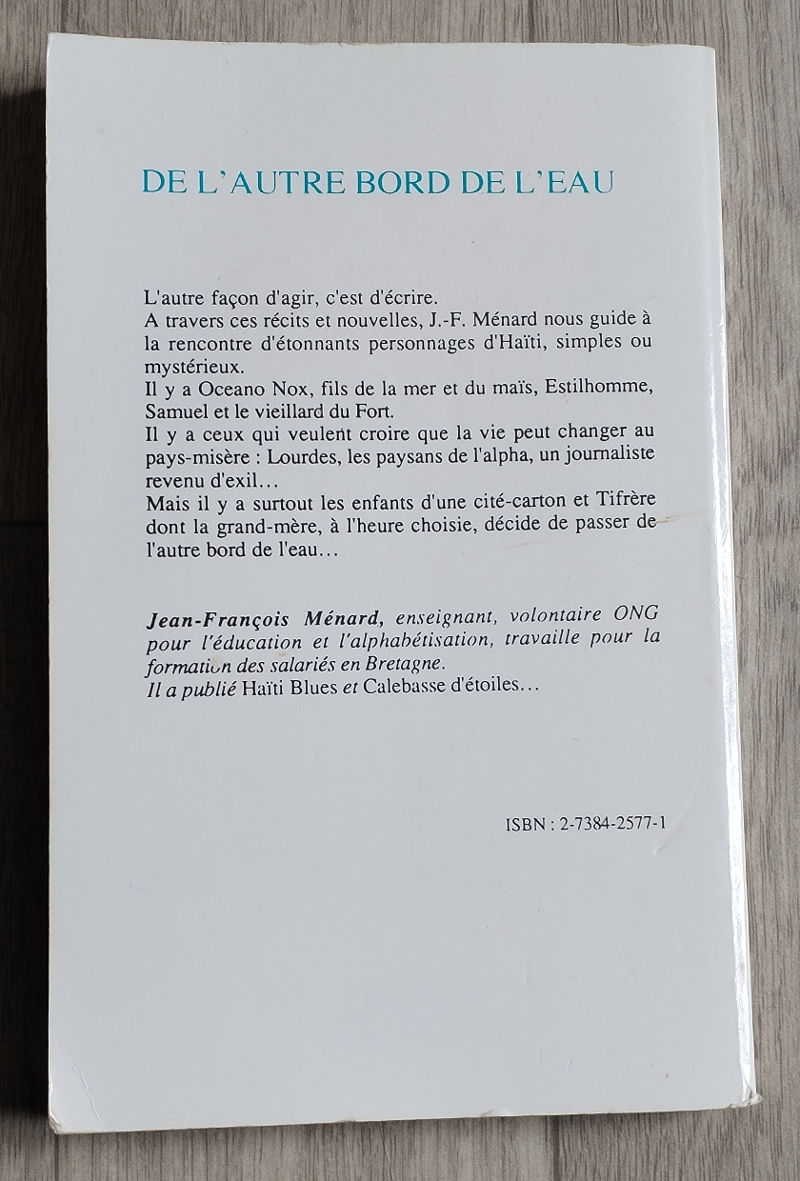 DE L'AUTRE BORD DE L'EAU
L'autre façon d'agir, c'est d'écrire.
A travers ces récits et nouvelles, J.-F. Ménard nous guide à
la rencontre d'étonnants personnages d'Haïti, simples ou
mystérieux.
Il y a Oceano Nox, fils de la mer et du maïs, Estilhomme,
Samuel et le vieillard du Fort.
Il y a ceux qui veulent croire que la vie peut changer au
pays-misère : Lourdes, les paysans de l'alpha, un journaliste
revenu d'exil...
Mais il y a surtout les enfants d'une cité-carton et Tifrère
dont la grand-mère, à l'heure choisie, décide de passer de
l'autre bord de l'eau...
Jean-François Ménard, enseignant, volontaire ONG
pour l'éducation et l'alphabétisation, travaille pour la
formation des salariés en Bretagne.
Il a publié Haïti Blues et Calebasse d'étoiles...
ISBN : 2-7384-2577-1